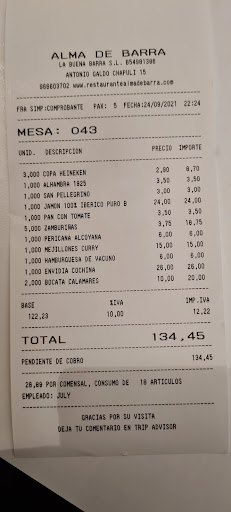 ALMA DE BARRA
LA BUENA BARRA S.L. B54981386
ANTONIO GALDO CHAPULI 15
966603702 www.restaurantealmadebarra.com
FRA SIMP:COMPROBANTE PAX: 5 FECHA:24/09/2021 22:24
MESA: 043
UNID. DESCRIPCION PRECIO IMPORTE
3,000 COPA HEINEKEN 2,90 8,70
1,000 ALHAMBRA 1925 3,50 3,50
1,000 SAN PELLEGRINO 3,00 3,00
1,000 JAMON 100% IBERICO PURO B 24,00 24,00
1,000 PAN CON TOMATE 3,50 3,50
5,000 ZAMBURIÑAS 3,75 18,75
1,000 PERICANA ALCOYANA 6,00 6,00
1,000 MEJILLONES CURRY 15,00 15,00
1,000 HAMBURGUESA DE VACUNO 6,00 6,00
1,000 ENVIDIA COCHINA 26,00 26,00
2,000 BOCATA CALAMARES 10,00 20,00
BASE %IVA IMP.IVA
122,23 10,00 12,22
TOTAL 134,45
PENDIENTE DE COBRO 134,45
26,89 POR COMENSAL, CONSUMO DE 18 ARTICULOS
EMPLEADO: JULY
GRACIAS POR SU VISITA
DEJA TU COMENTARIO EN TRIP ADVISOR